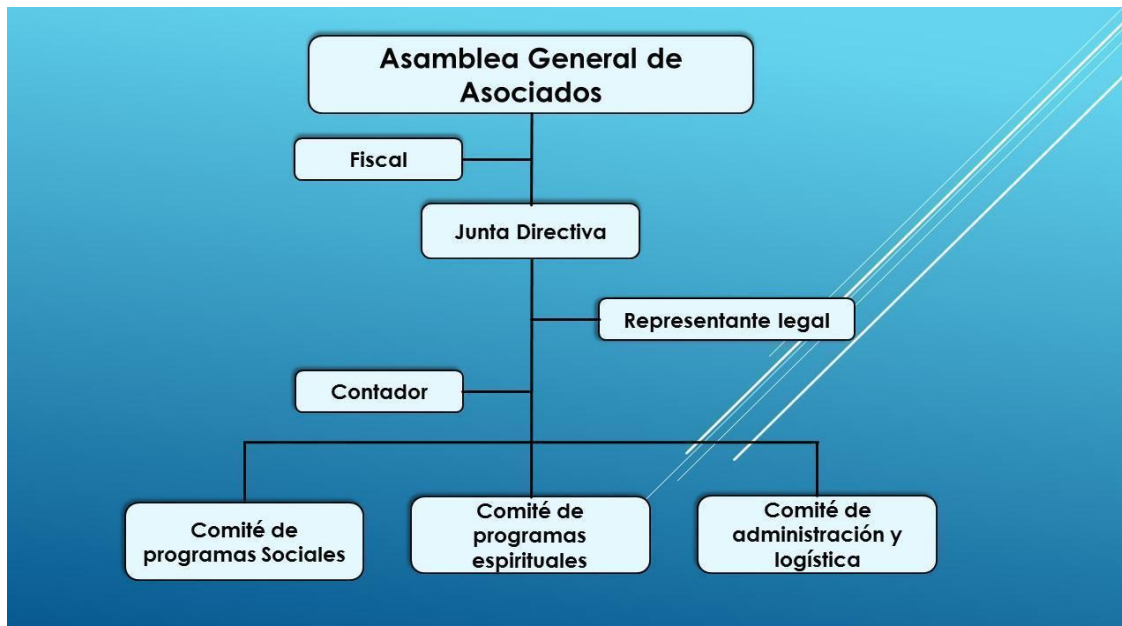 Asamblea General de
Asociados
Fiscal
Junta Directiva
Representante legal
Contador
Comité de
programas Sociales
Comité de
programas
espirituales
Comité de
administración y
logística